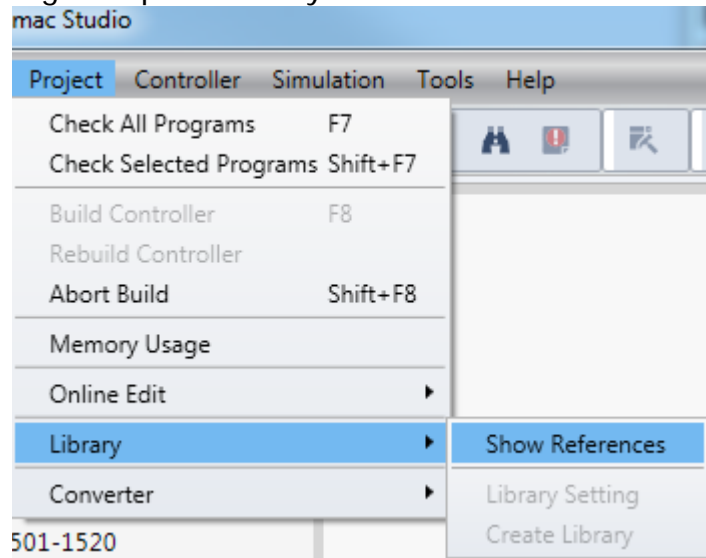 mac Studio
Project Controller Simulation Tools Help
Check All Programs F7
Check Selected Programs Shift+F7
Build Controller F8
Rebuild Controller
Abort Build Shift+F8
Memory Usage
Online Edit
Library
Show References
Converter
Library Setting
Create Library
501-1520